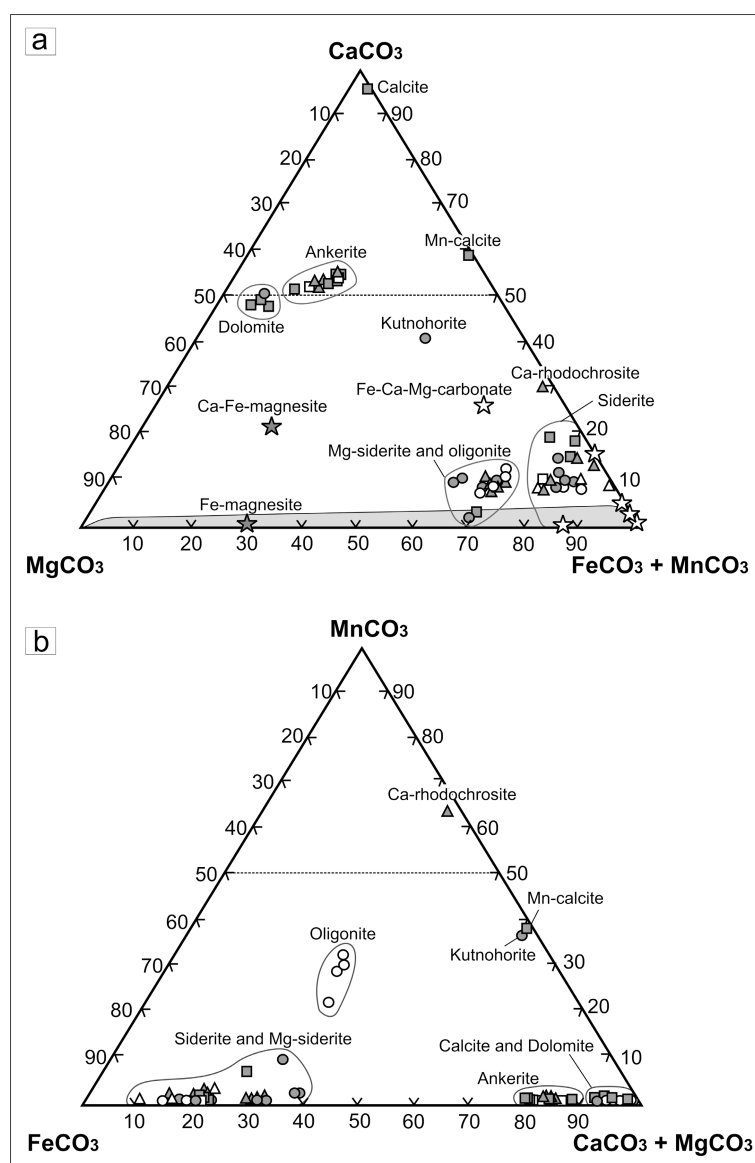 a
CaCO3
Calcite
10 90
20 80
30 70
40 Mn-calcite
Ankerite
50 50
Dolomite
Kutnohorite
60 40
70 Ca-rhodochrosite
Fe-Ca-Mg-carbonate
Siderite
Ca-Fe-magnesite
80 20
Mg-siderite and oligonite
90 10
Fe-magnesite
10 20 30 40 50 60 70 80 90
MgCO3 FeCO3 + MnCO3
b
MnCO3
10 90
20 80
30
Ca-rhodochrosite
40 60
50 50
Mn-calcite
60
Oligonite
Kutnohorite
70 30
80 20
Siderite and Mg-siderite
Calcite and Dolomite
90 10
Ankerite
10 20 30 40 50 60 70 80 90
FeCO3 CaCO3 + MgCO3